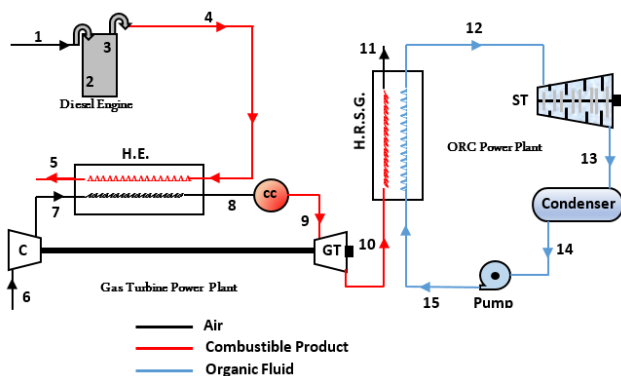 4
1
3
2
Diesel Engine
H.E.
5
7
8
cc
9
C
GT
10
6
Gas Turbine Power Plant
11
12
H.R.S.G.
ST
ORC Power Plant
13
Condenser
14
15
Pump
Air
Combustible Product
Organic Fluid